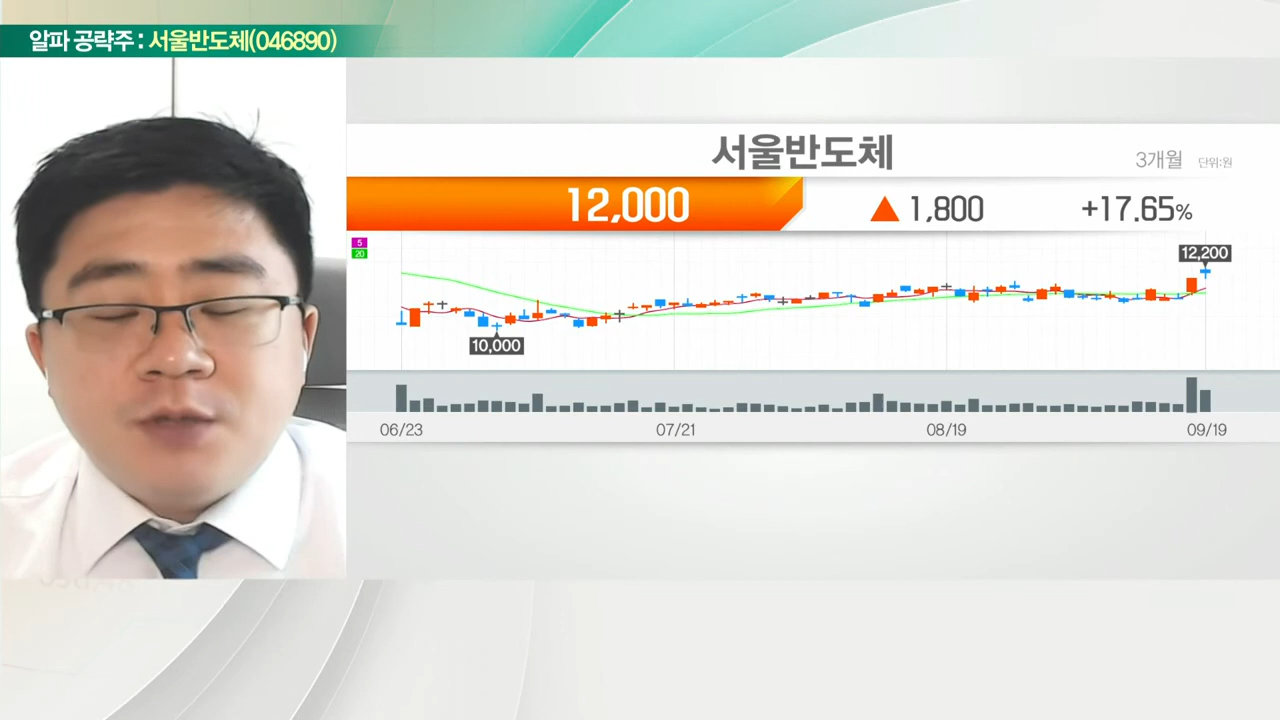 알파 공략주 : 서울반도체(046890)
서울반도체
3개월 단위:원
12,000 ▲ 1,800 +17.65%
5
20
12,200
10,000
06/23 07/21 08/19 09/19